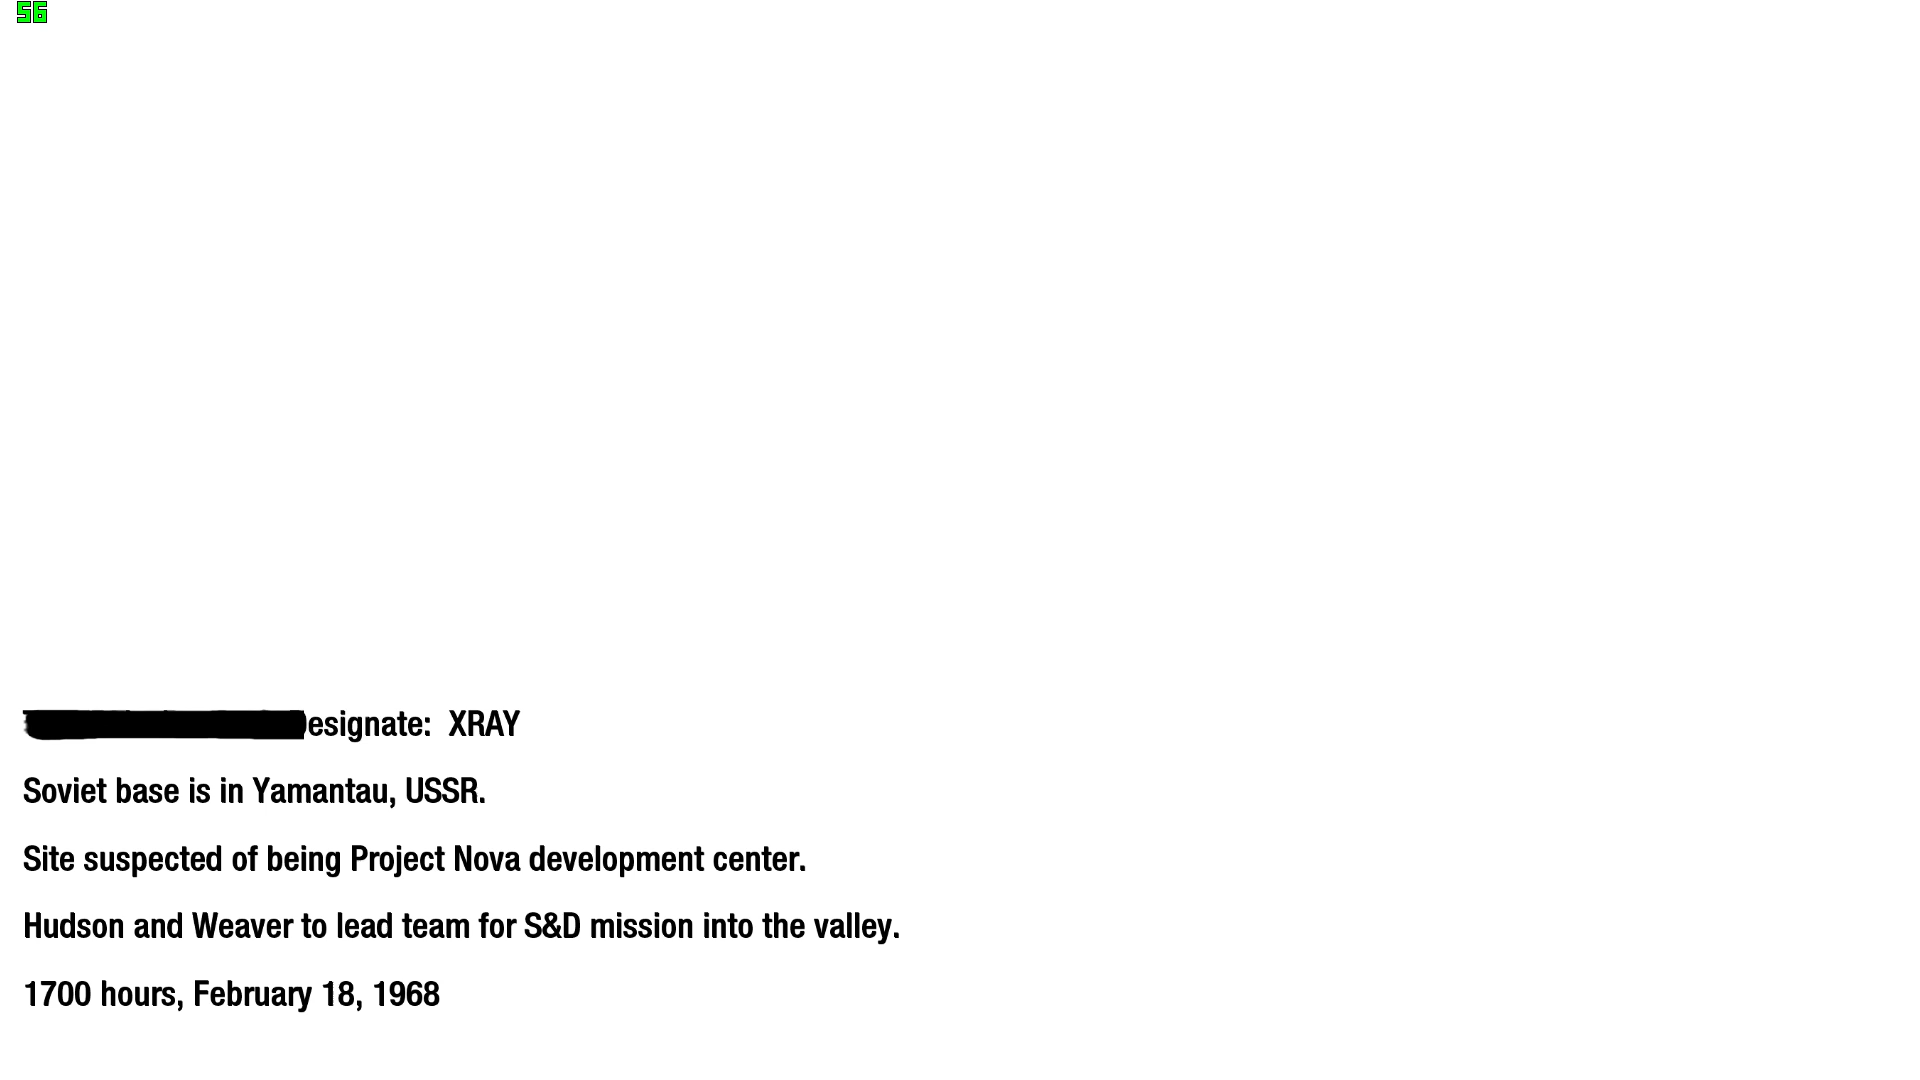 56
esignate: XRAY
Soviet base is in Yamantau, USSR.
Site suspected of being Project Nova development center.
Hudson and Weaver to lead team for S&D mission into the valley.
1700 hours, February 18, 1968